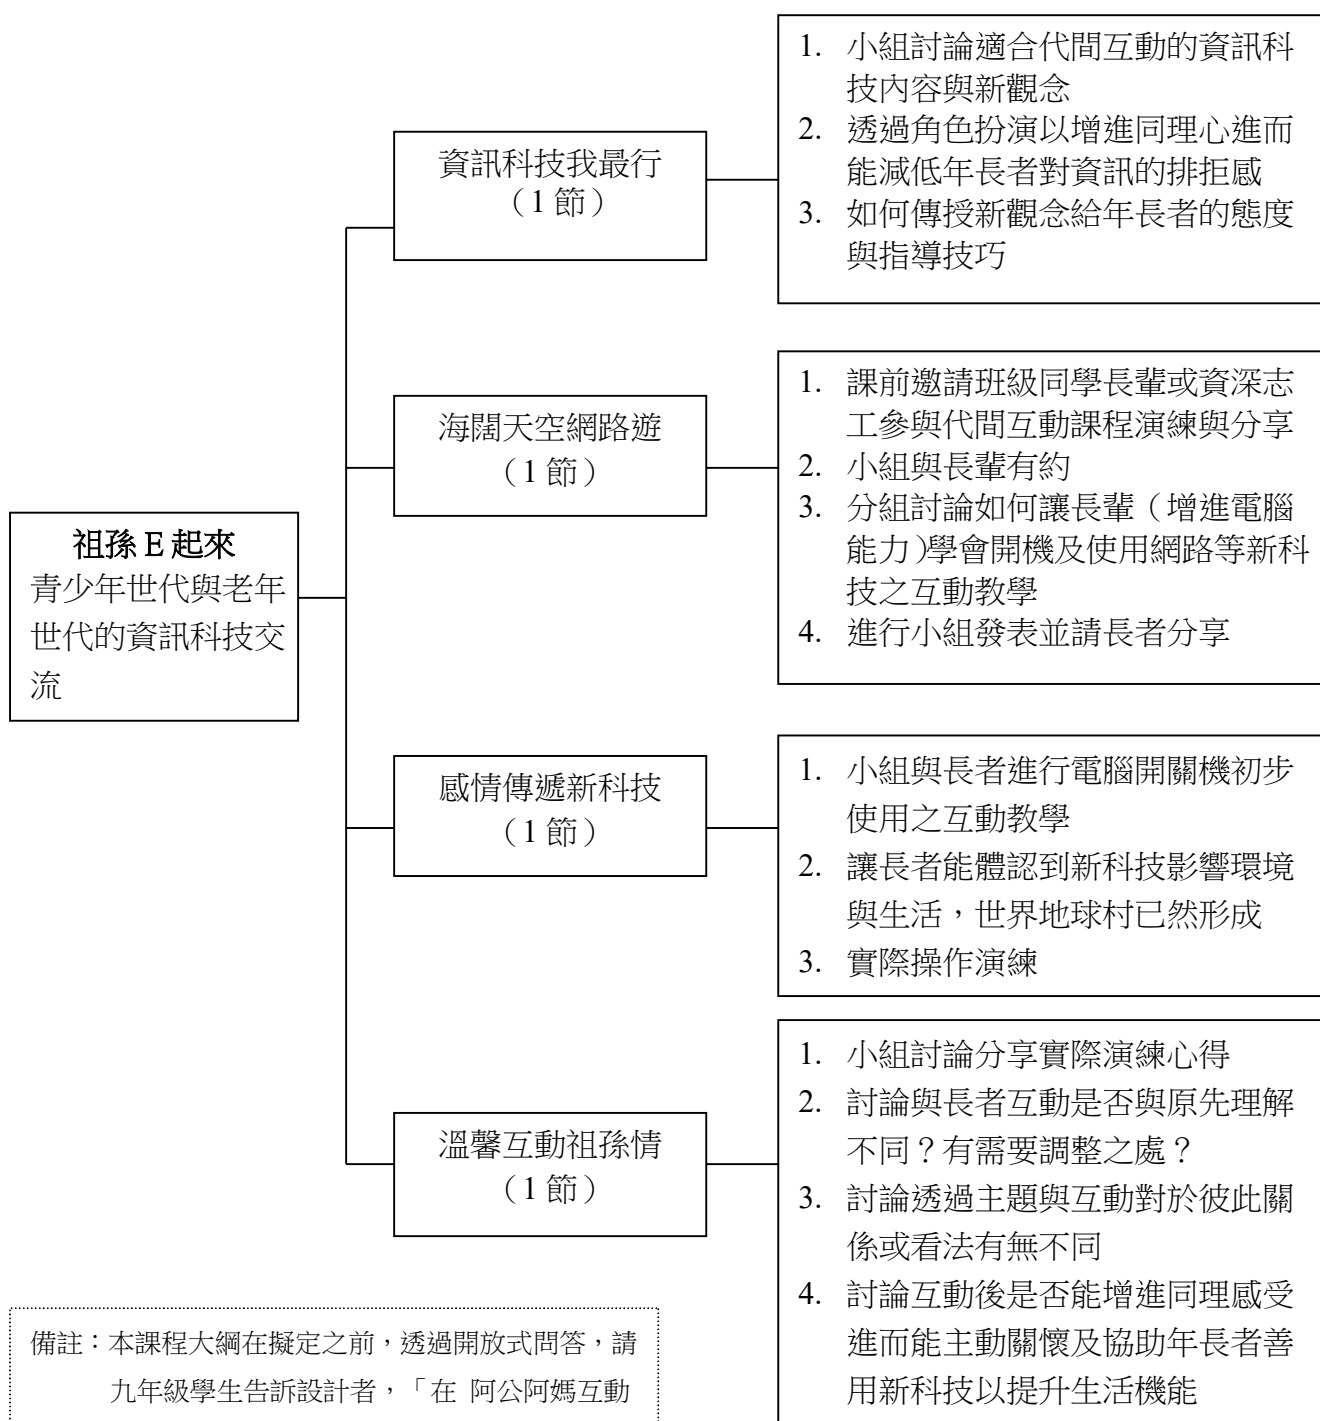 祖孫 E 起來
青少年世代與老年
世代的資訊科技交
流
資訊科技我最行
（1 節）
1. 小組討論適合代間互動的資訊科
技內容與新觀念
2. 透過角色扮演以增進同理心進而
能減低年長者對資訊的排拒感
3. 如何傳授新觀念給年長者的態度
與指導技巧
海闊天空網路遊
（1 節）
1. 課前邀請班級同學長輩或資深志
工參與代間互動課程演練與分享
2. 小組與長輩有約
3. 分組討論如何讓長輩（增進電腦
能力）學會開機及使用網路等新科
技之互動教學
4. 進行小組發表並請長者分享
感情傳遞新科技
（1 節）
1. 小組與長者進行電腦開關機初步
使用之互動教學
2. 讓長者能體認到新科技影響環境
與生活，世界地球村已然形成
3. 實際操作演練
溫馨互動祖孫情
（1 節）
1. 小組討論分享實際演練心得
2. 討論與長者互動是否與原先理解
不同？有需要調整之處？
3. 討論透過主題與互動對於彼此關
係或看法有無不同
4. 討論互動後是否能增進同理感受
進而能主動關懷及協助年長者善
用新科技以提升生活機能
備註：本課程大綱在擬定之前，透過開放式問答，請
九年級學生告訴設計者，「在 阿公阿媽互動